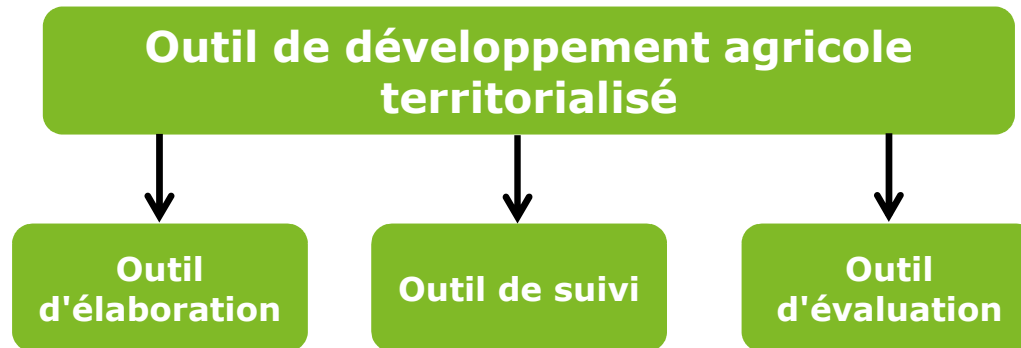 Outil de développement agricole
territorialisé
Outil
d'élaboration
Outil de suivi
Outil
d'évaluation